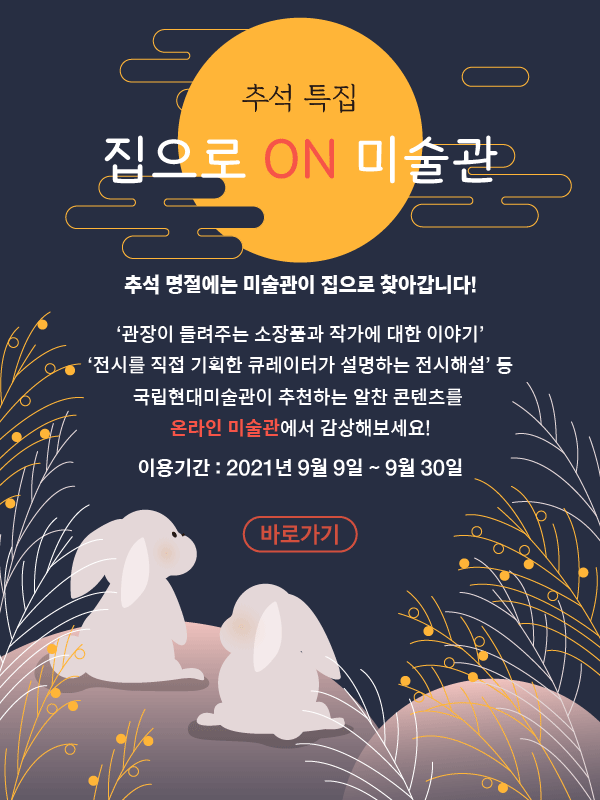 추석 특집
집으로 ON 미술관
추석 명절에는 미술관이 집으로 찾아갑니다!
‘관장이 들려주는 소장품과 작가에 대한 이야기’
‘전시를 직접 기획한 큐레이터가 설명하는 전시해설’ 등
국립현대미술관이 추천하는 알찬 콘텐츠를
온라인 미술관에서 감상해보세요!
이용기간 : 2021년 9월 9일 ~ 9월 30일
바로가기